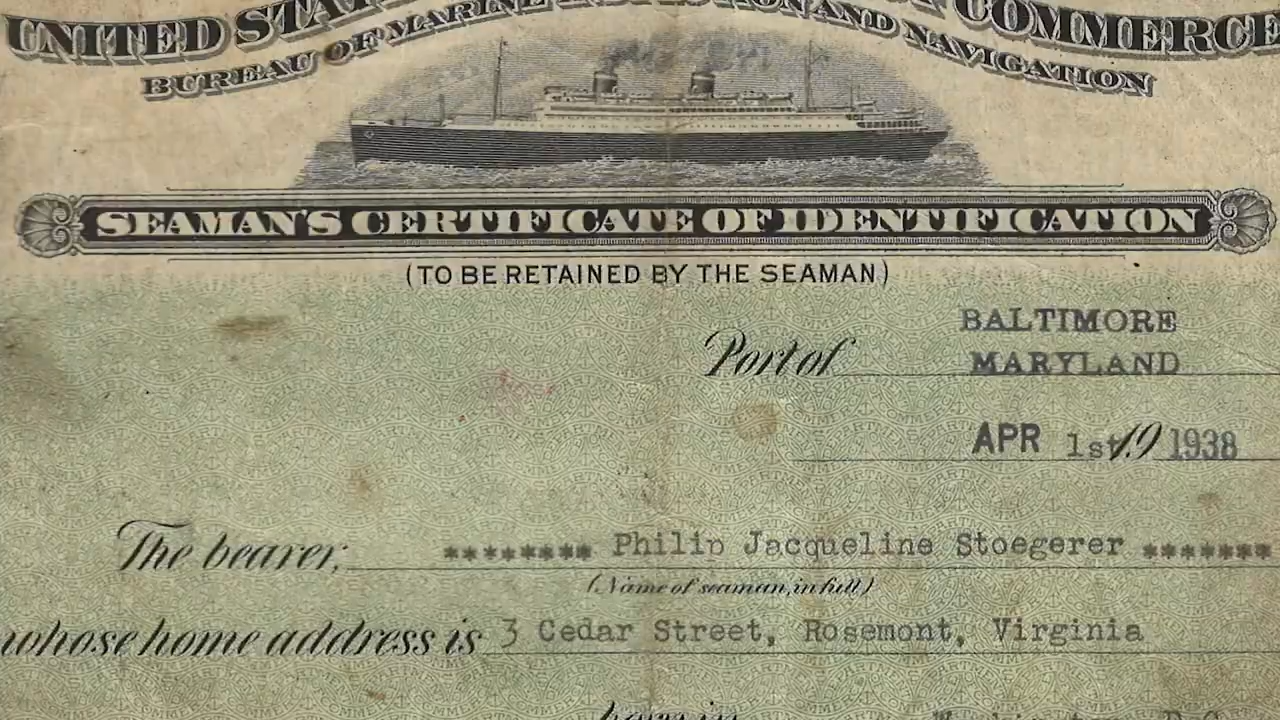 UNITED COMMERCE
BUREAU OF MARINE AND NAVIGATION
SEAMAN'S CERTIFICATE OF IDENTIFICATION
(TO BE RETAINED BY THE SEAMAN)
BALTIMORE
Port of MARYLAND
APR 1st 19 1938
The bearer, ******** Philip Jacqueline Stoegerer *******
(Name of seaman, in full)
whose home address is 3 Cedar Street, Rosemont, Virginia